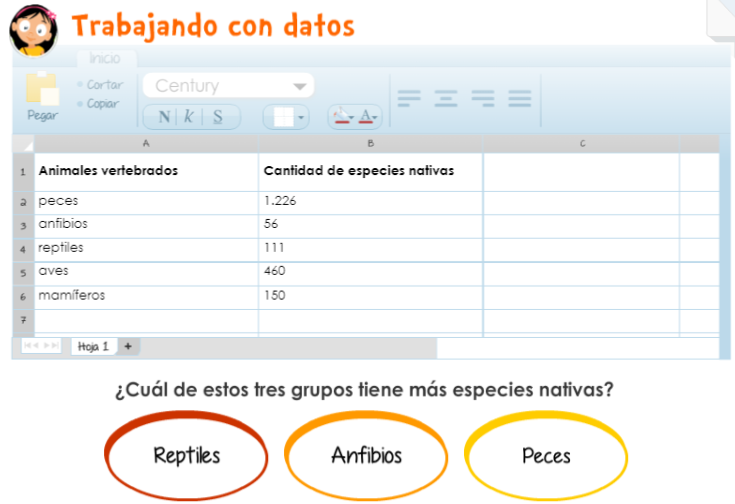 Trabajando con datos
Inicio
Pegar
Cortar
Copiar
Century
N K S
A
A B C
1 Animales vertebrados Cantidad de especies nativas
2 peces 1.226
3 anfibios 56
4 reptiles 111
5 aves 460
6 mamíferos 150
7
Hoja 1 +
¿Cuál de estos tres grupos tiene más especies nativas?
Reptiles Anfibios Peces